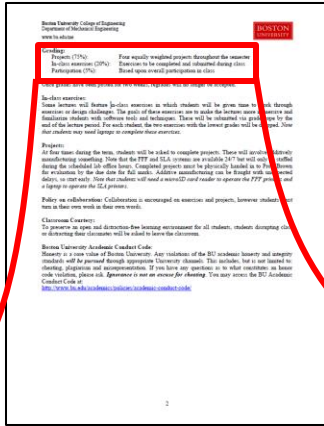 Boston University College of Engineering
Department of Mechanical Engineering
www.bu.edu/me
BOSTON
UNIVERSITY
Grading:
Projects (75%): Four equally weighted projects throughout the semester
In-class exercises (20%): Exercises to be completed and submitted during class
Participation (5%): Based upon overall participation in class
grades have been posted for two weeks, regrades will no longer be accepted.
In-class exercises:
Some lectures will feature in-class exercises in which students will be given time to work through
exercises or design challenges. The goals of these exercises are to make the lectures more and
familiarize students with software tools and techniques. These will be submitted via by the
end of the lecture period. For each student, the two exercises with the lowest grades will be Note
that students may need laptops to complete these exercises.
Projects:
At four times during the term, students will be asked to complete projects. These will involve
manufacturing something. Note that the FFF and SLA systems are available 24/7 but will only staffed
during the scheduled lab office hours. Completed projects must be physically handed in to Prof.
for evaluation by the due date for full marks. Additive manufacturing can be fraught with
delays, so start early. Note that students will need a microSD card reader to operate the FFF and
a laptop to operate the SLA printers.
Policy on collaboration: Collaboration is encouraged on exercises and projects, however students
turn in their own work in their own words.
Classroom Courtesy:
To preserve an open and distraction-free learning environment for all students, students disrupting
or distracting their classmates will be asked to leave the classroom.
Boston University Academic Conduct Code:
Honesty is a core value of Boston University. Any violations of the BU academic honesty and integrity
standards will be pursued through appropriate University channels. This includes, but is not limited to:
cheating, plagiarism and misrepresentation. If you have any questions as to what constitutes an honor
code violation, please ask. Ignorance is not an excuse for cheating. You may access the BU Academic
Conduct Code at:
http://www.bu.edu/academics/policies/academic-conduct-code/
2